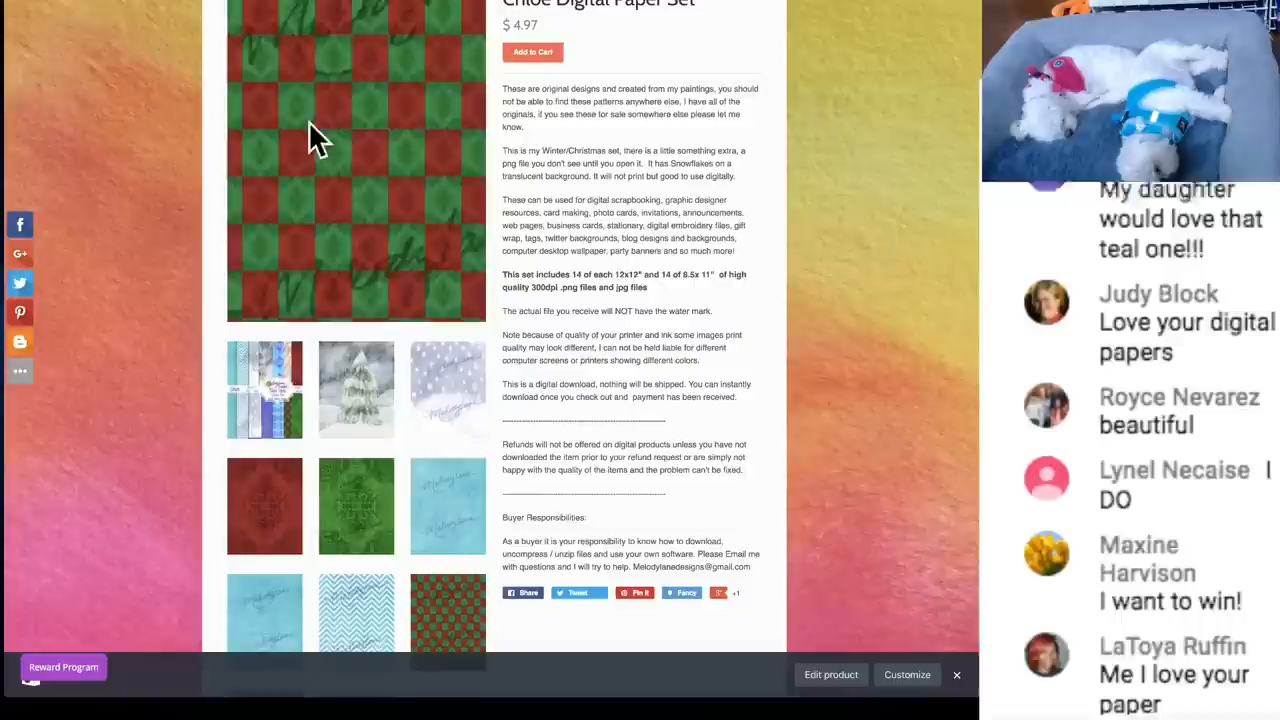 Chloe Digital Paper Set
$ 4.97
Add to Cart
These are original designs and created from my paintings, you should
not be able to find these patterns anywhere else, I have all of the
originals, if you see these for sale somewhere else please let me
know.
This is my Winter/Christmas set, there is a little something extra, a
png file you don't see until you open it. It has Snowflakes on a
translucent background. It will not print but good to use digitally.
These can be used for digital scrapbooking, graphic designer
resources, card making, photo cards, invitations, announcements,
web pages, business cards, stationary, digital embroidery files, gift
wrap, tags, twitter backgrounds, blog designs and backgrounds,
computer desktop wallpaper, party banners and so much more!
This set includes 14 of each 12x12" and 14 of 8.5x 11" of high
quality 300dpi .png files and jpg files
The actual file you receive will NOT have the water mark.
Note because of quality of your printer and ink some images print
quality may look different, I can not be held liable for different
computer screens or printers showing different colors.
This is a digital download, nothing will be shipped. You can instantly
download once you check out and payment has been received.
------------------------------------------------------
Refunds will not be offered on digital products unless you have not
downloaded the item prior to your refund request or are simply not
happy with the quality of the items and the problem can't be fixed.
------------------------------------------------------
Buyer Responsibilities:
As a buyer it is your responsibility to know how to download,
uncompress / unzip files and use your own software. Please Email me
with questions and I will try to help. Melodylanedesigns@gmail.com
Share Tweet Pin It Fancy +1
Reward Program
Edit product Customize ×
My daughter
would love that
teal one!!!
Judy Block
Love your digital
papers
Royce Nevarez
beautiful
Lynel Necaise I
DO
Maxine
Harvison
I want to win!
LaToya Ruffin
Me I love your
paper